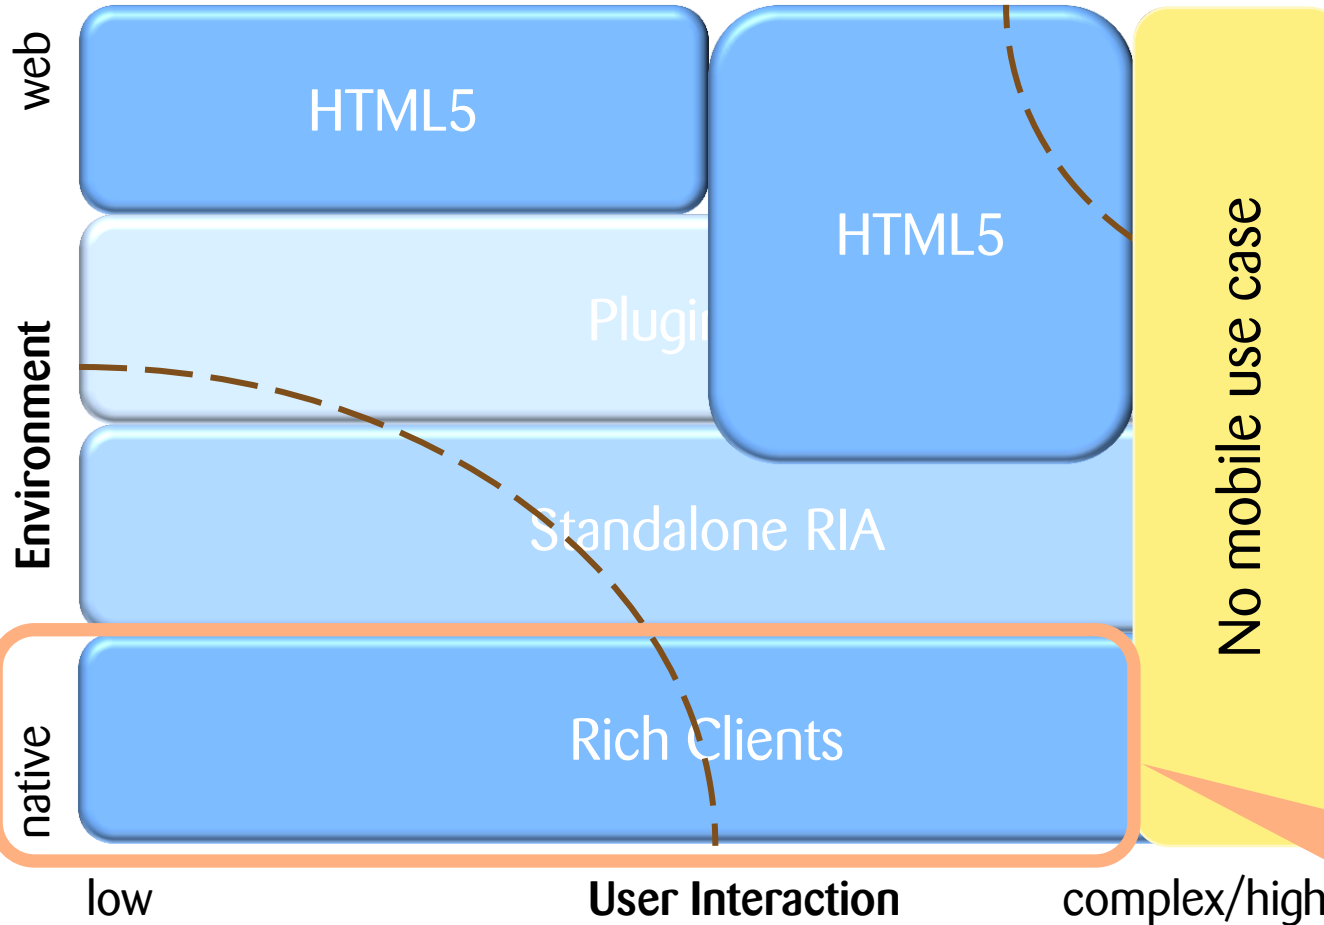 web
HTML5
HTML5
Environment
Standalone RIA
No mobile use case
native
Rich Clients
low
User Interaction
complex/high